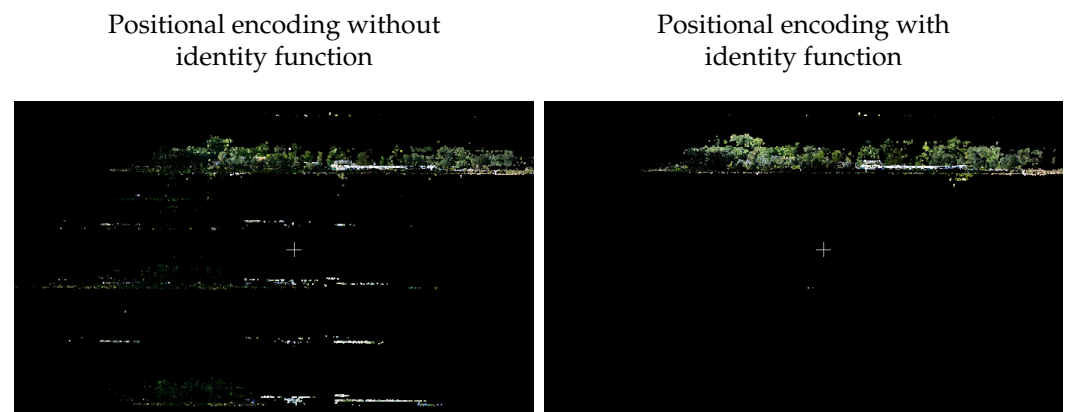 Positional encoding without
identity function
Positional encoding with
identity function